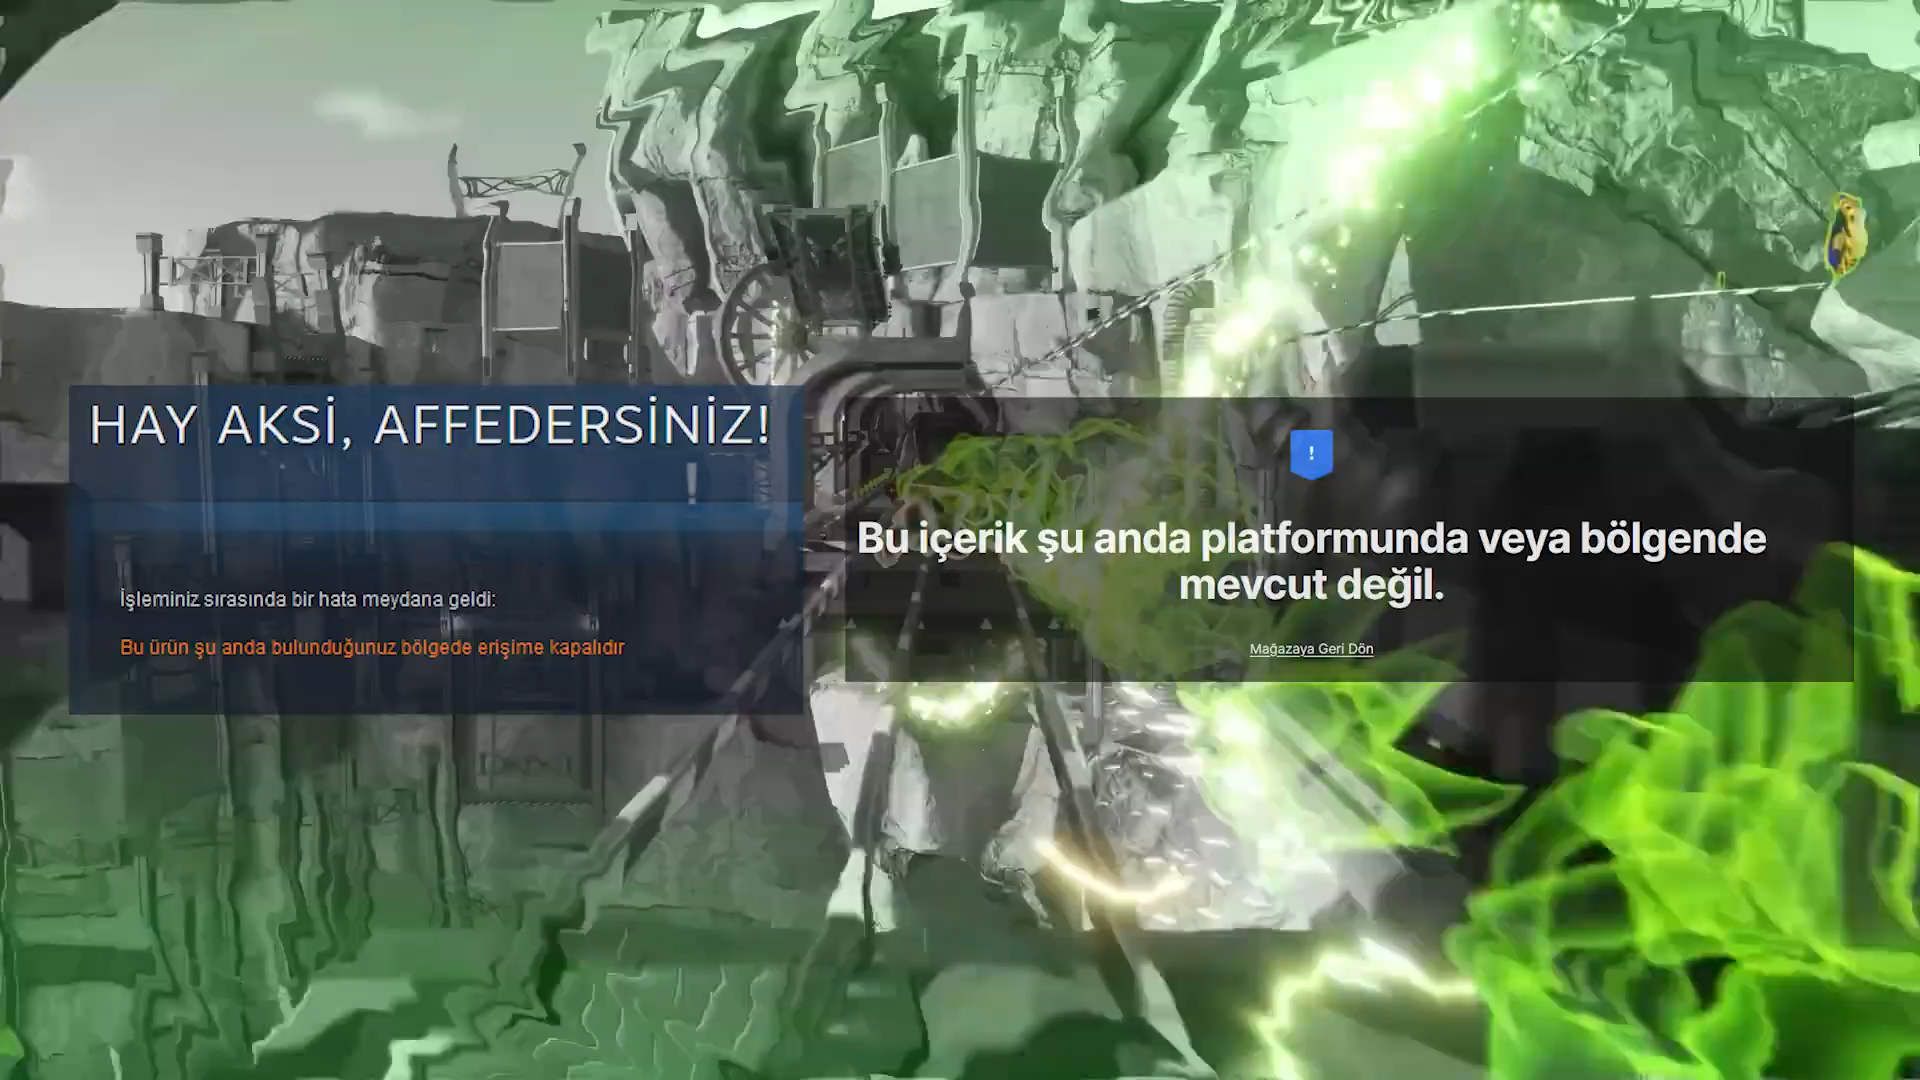 HAY AKSİ, AFFEDERSİNİZ!
İşleminiz sırasında bir hata meydana geldi:
Bu ürün şu anda bulunduğunuz bölgede erişime kapalıdır
!
Bu içerik şu anda platformunda veya bölgende
mevcut değil.
Mağazaya Geri Dön